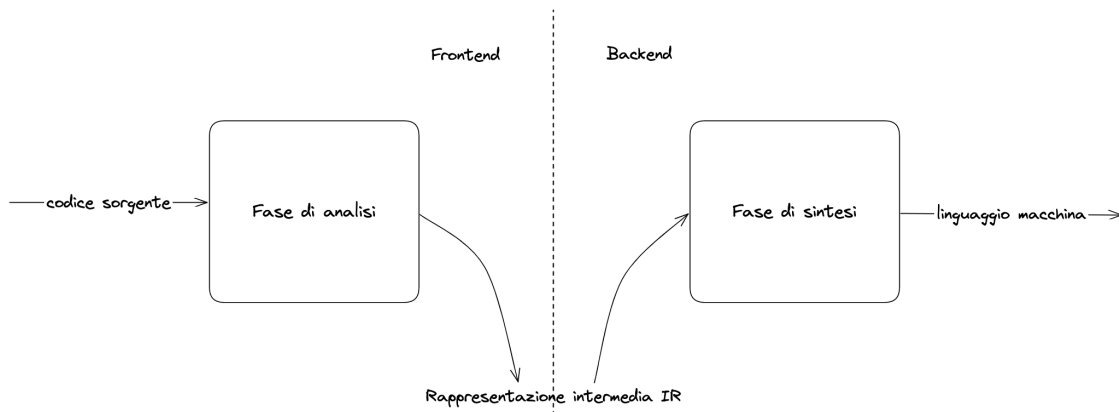 Frontend
Backend
codice sorgente
Fase di analisi
Fase di sintesi
linguaggio macchina
Rappresentazione intermedia IR